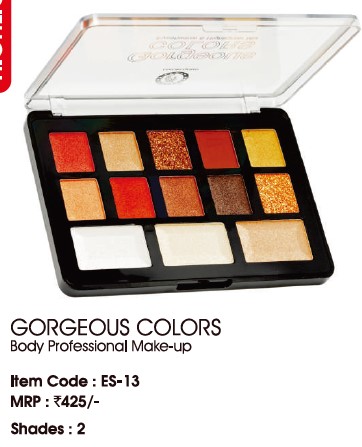 GORGEOUS COLORS
Body Professional Make-up
Item Code : ES-13
MRP : ₹425/-
Shades : 2